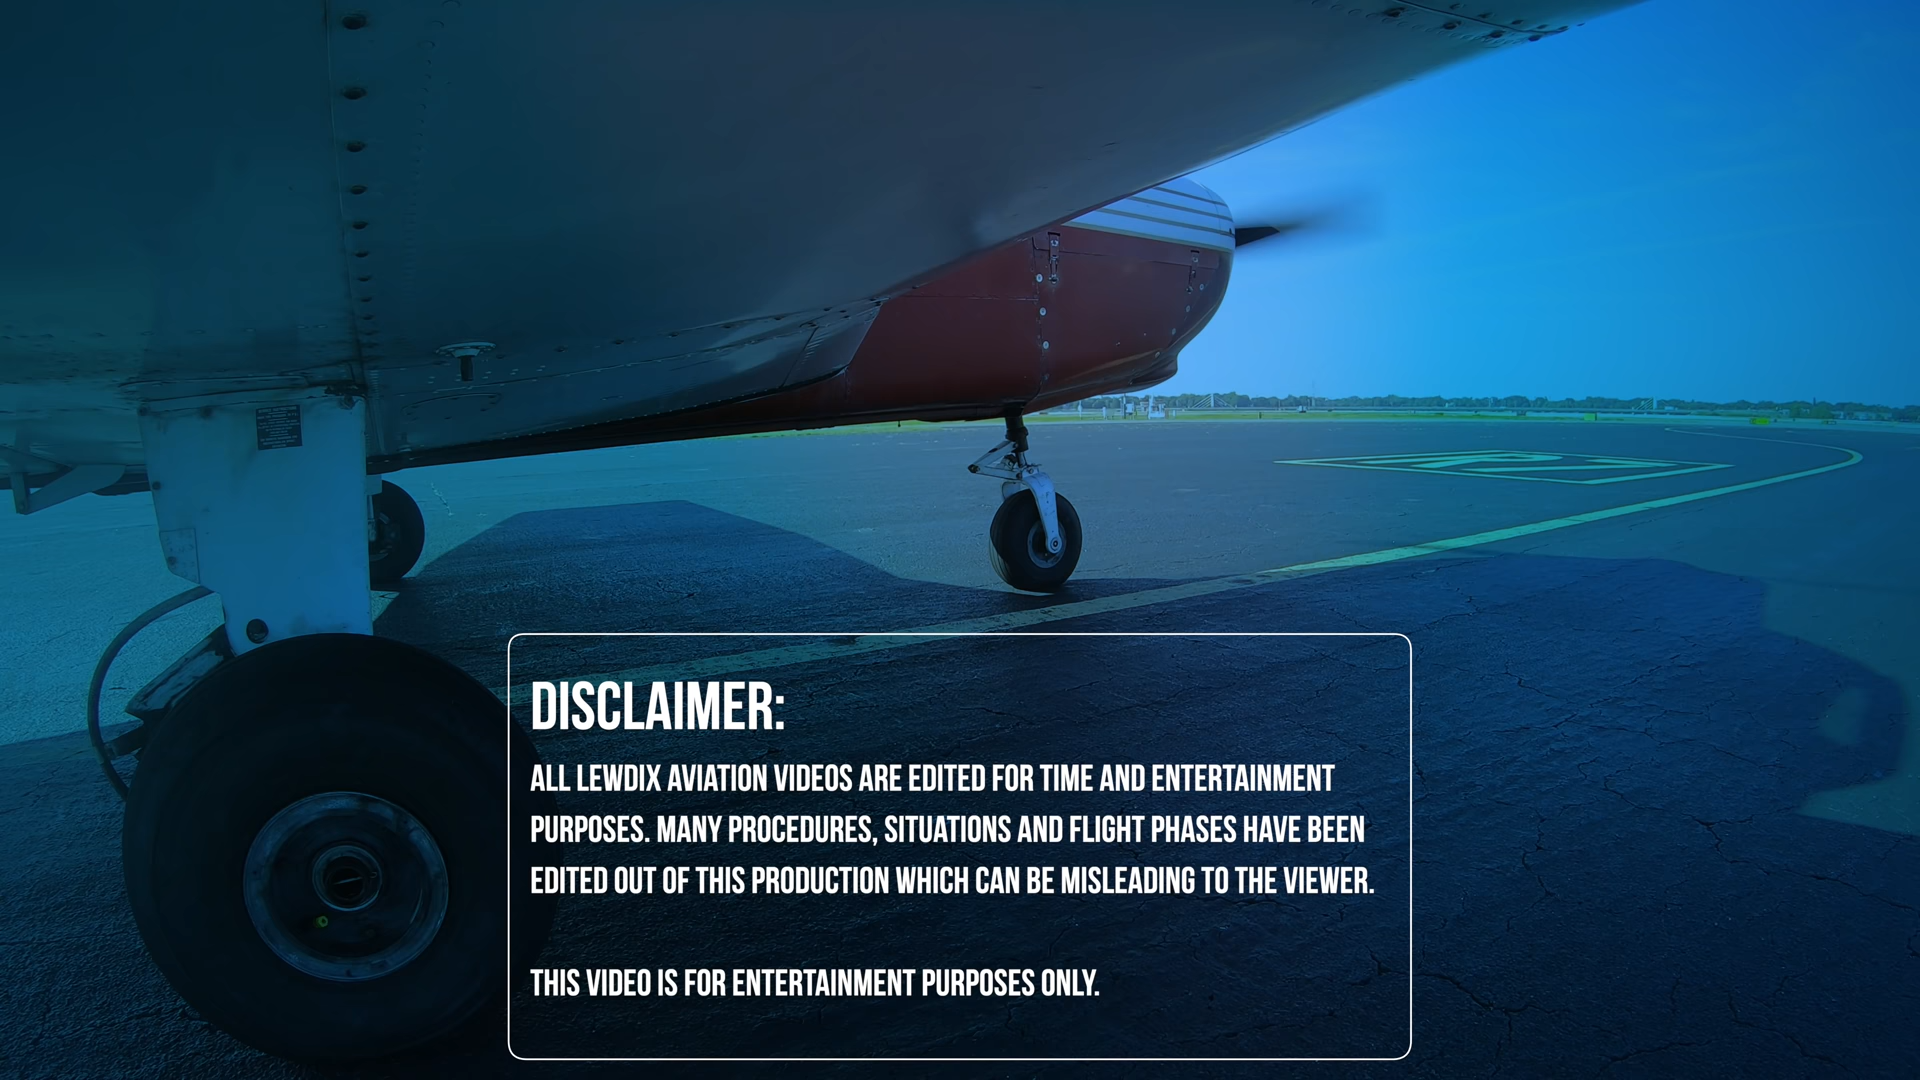 DISCLAIMER:
ALL LEWDIX AVIATION VIDEOS ARE EDITED FOR TIME AND ENTERTAINMENT
PURPOSES. MANY PROCEDURES, SITUATIONS AND FLIGHT PHASES HAVE BEEN
EDITED OUT OF THIS PRODUCTION WHICH CAN BE MISLEADING TO THE VIEWER.
THIS VIDEO IS FOR ENTERTAINMENT PURPOSES ONLY.